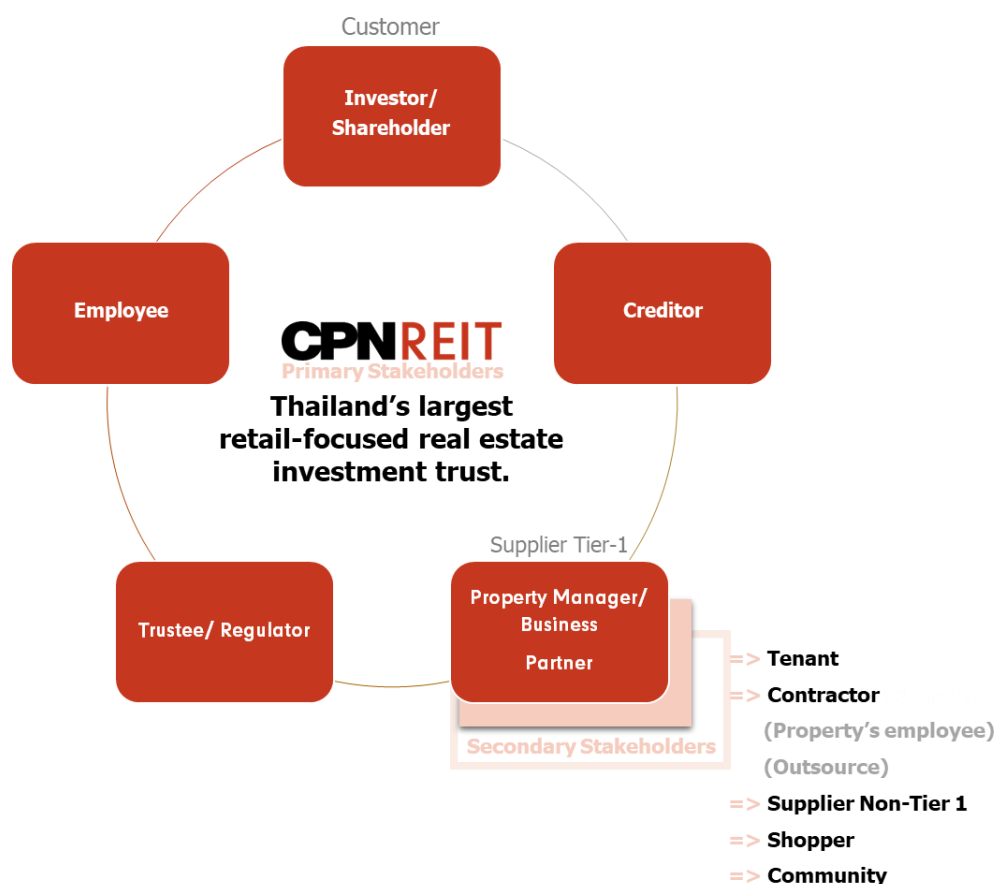 Customer
Investor/
Shareholder
Employee
Creditor
CPNREIT
Primary Stakeholders
Thailand’s largest
retail-focused real estate
investment trust.
Supplier Tier-1
Trustee/ Regulator
Property Manager/
Business
Partner
Secondary Stakeholders
=> Tenant
=> Contractor
(Property’s employee)
(Outsource)
=> Supplier Non-Tier 1
=> Shopper
=> Community